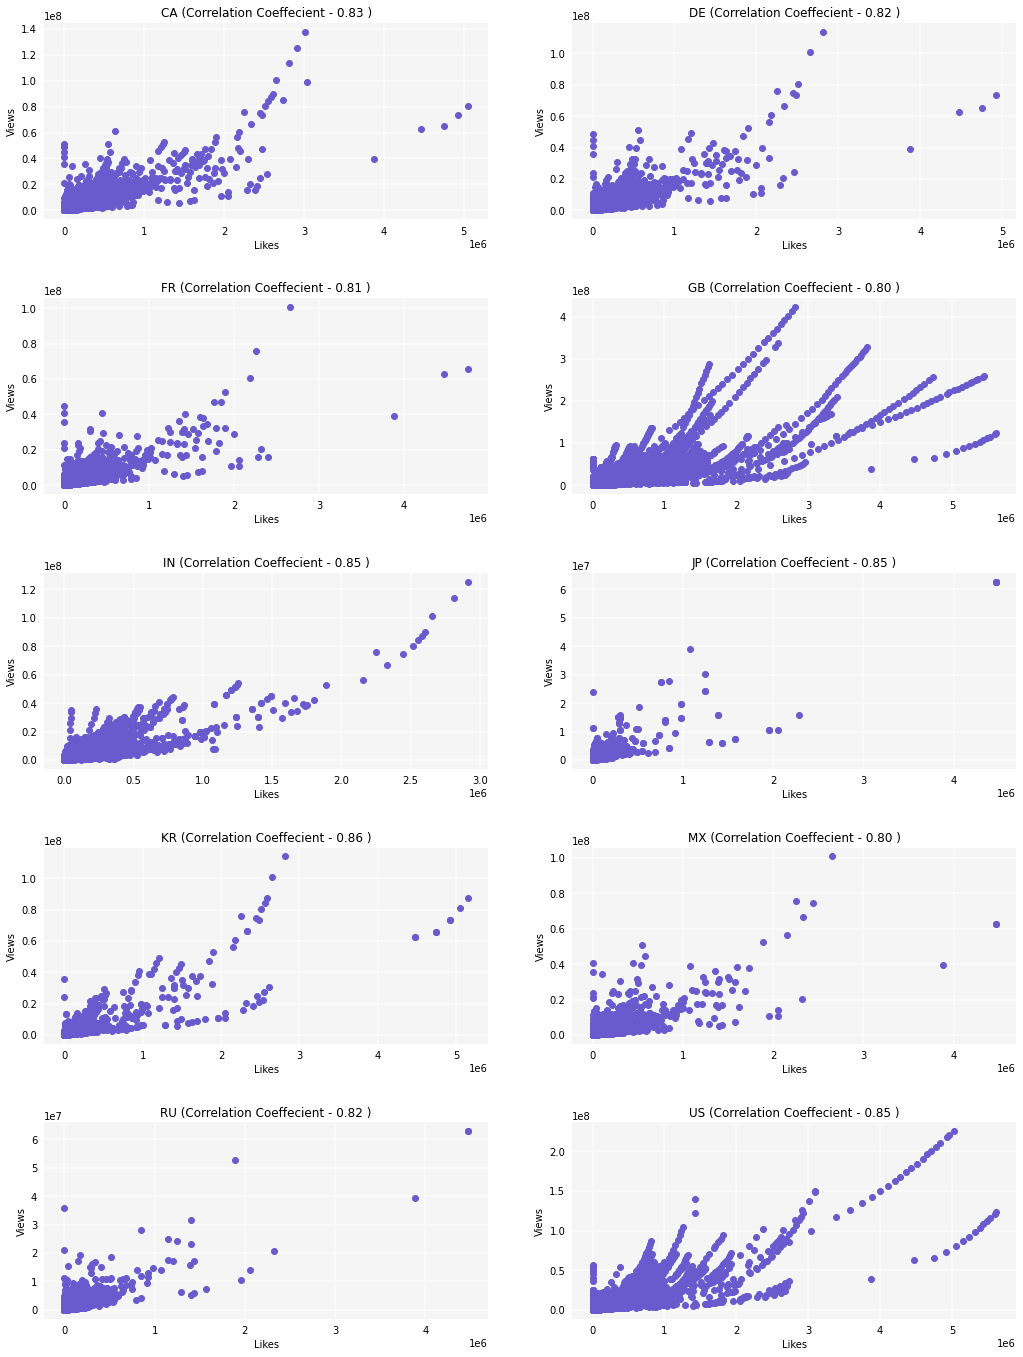 CA (Correlation Coeffecient - 0.83 )
1e8
1.4
1.2
1.0
0.8
0.6
0.4
0.2
0.0
Views
0 1 2 3 4 5
Likes
1e6
DE (Correlation Coeffecient - 0.82 )
1e8
1.0
0.8
0.6
0.4
0.2
0.0
Views
0 1 2 3 4 5
Likes
1e6
FR (Correlation Coeffecient - 0.81 )
1e8
1.0
0.8
0.6
0.4
0.2
0.0
Views
0 1 2 3 4
Likes
1e6
GB (Correlation Coeffecient - 0.80 )
1e8
4
3
2
1
0
Views
0 1 2 3 4 5
Likes
1e6
IN (Correlation Coeffecient - 0.85 )
1e8
1.2
1.0
0.8
0.6
0.4
0.2
0.0
Views
0.0 0.5 1.0 1.5 2.0 2.5 3.0
Likes
1e6
JP (Correlation Coeffecient - 0.85 )
1e7
6
5
4
3
2
1
0
Views
0 1 2 3 4
Likes
1e6
KR (Correlation Coeffecient - 0.86 )
1e8
1.0
0.8
0.6
0.4
0.2
0.0
Views
0 1 2 3 4 5
Likes
1e6
MX (Correlation Coeffecient - 0.80 )
1e8
1.0
0.8
0.6
0.4
0.2
0.0
Views
0 1 2 3 4
Likes
1e6
RU (Correlation Coeffecient - 0.82 )
1e7
6
5
4
3
2
1
0
Views
0 1 2 3 4
Likes
1e6
US (Correlation Coeffecient - 0.85 )
1e8
2.0
1.5
1.0
0.5
0.0
Views
0 1 2 3 4 5
Likes
1e6